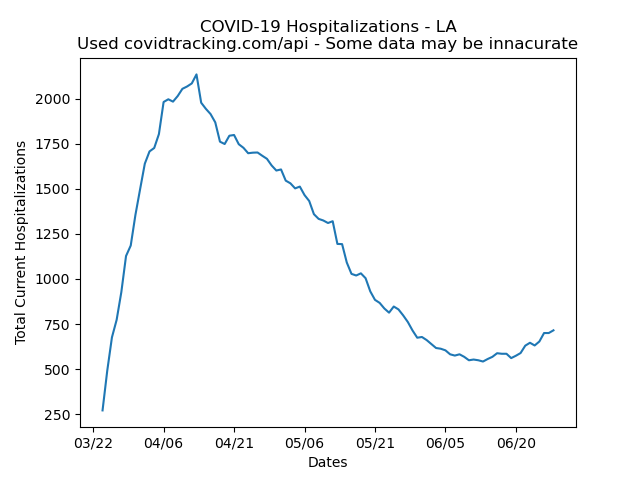 COVID-19 Hospitalizations - LA
Used covidtracking.com/api - Some data may be innacurate
Total Current Hospitalizations
2000
1750
1500
1250
1000
750
500
250
03/22 04/06 04/21 05/06 05/21 06/05 06/20
Dates